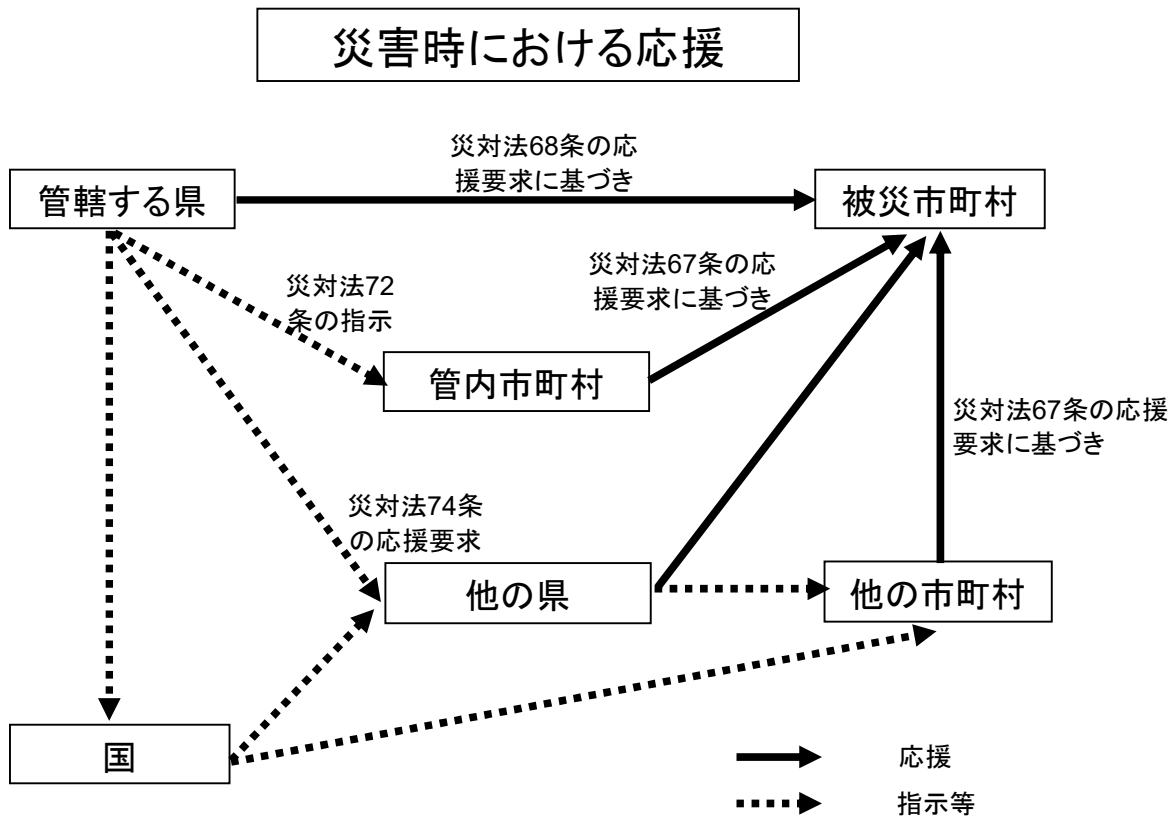 災害時における応援
災対法68条の応
援要求に基づき
管轄する県
被災市町村
災対法67条の応
援要求に基づき
災対法72
条の指示
管内市町村
災対法67条の応援
要求に基づき
災対法74条
の応援要求
他の県
他の市町村
国
応援
指示等